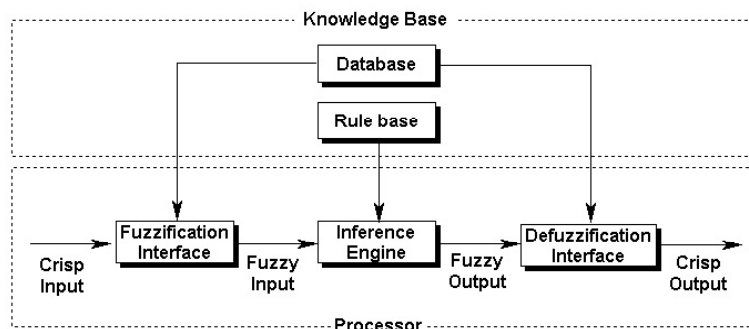 Knowledge Base
Database
Rule base
Fuzzification
Interface
Inference
Engine
Defuzzification
Interface
Crisp
Input
Fuzzy
Input
Fuzzy
Output
Crisp
Output
Processor